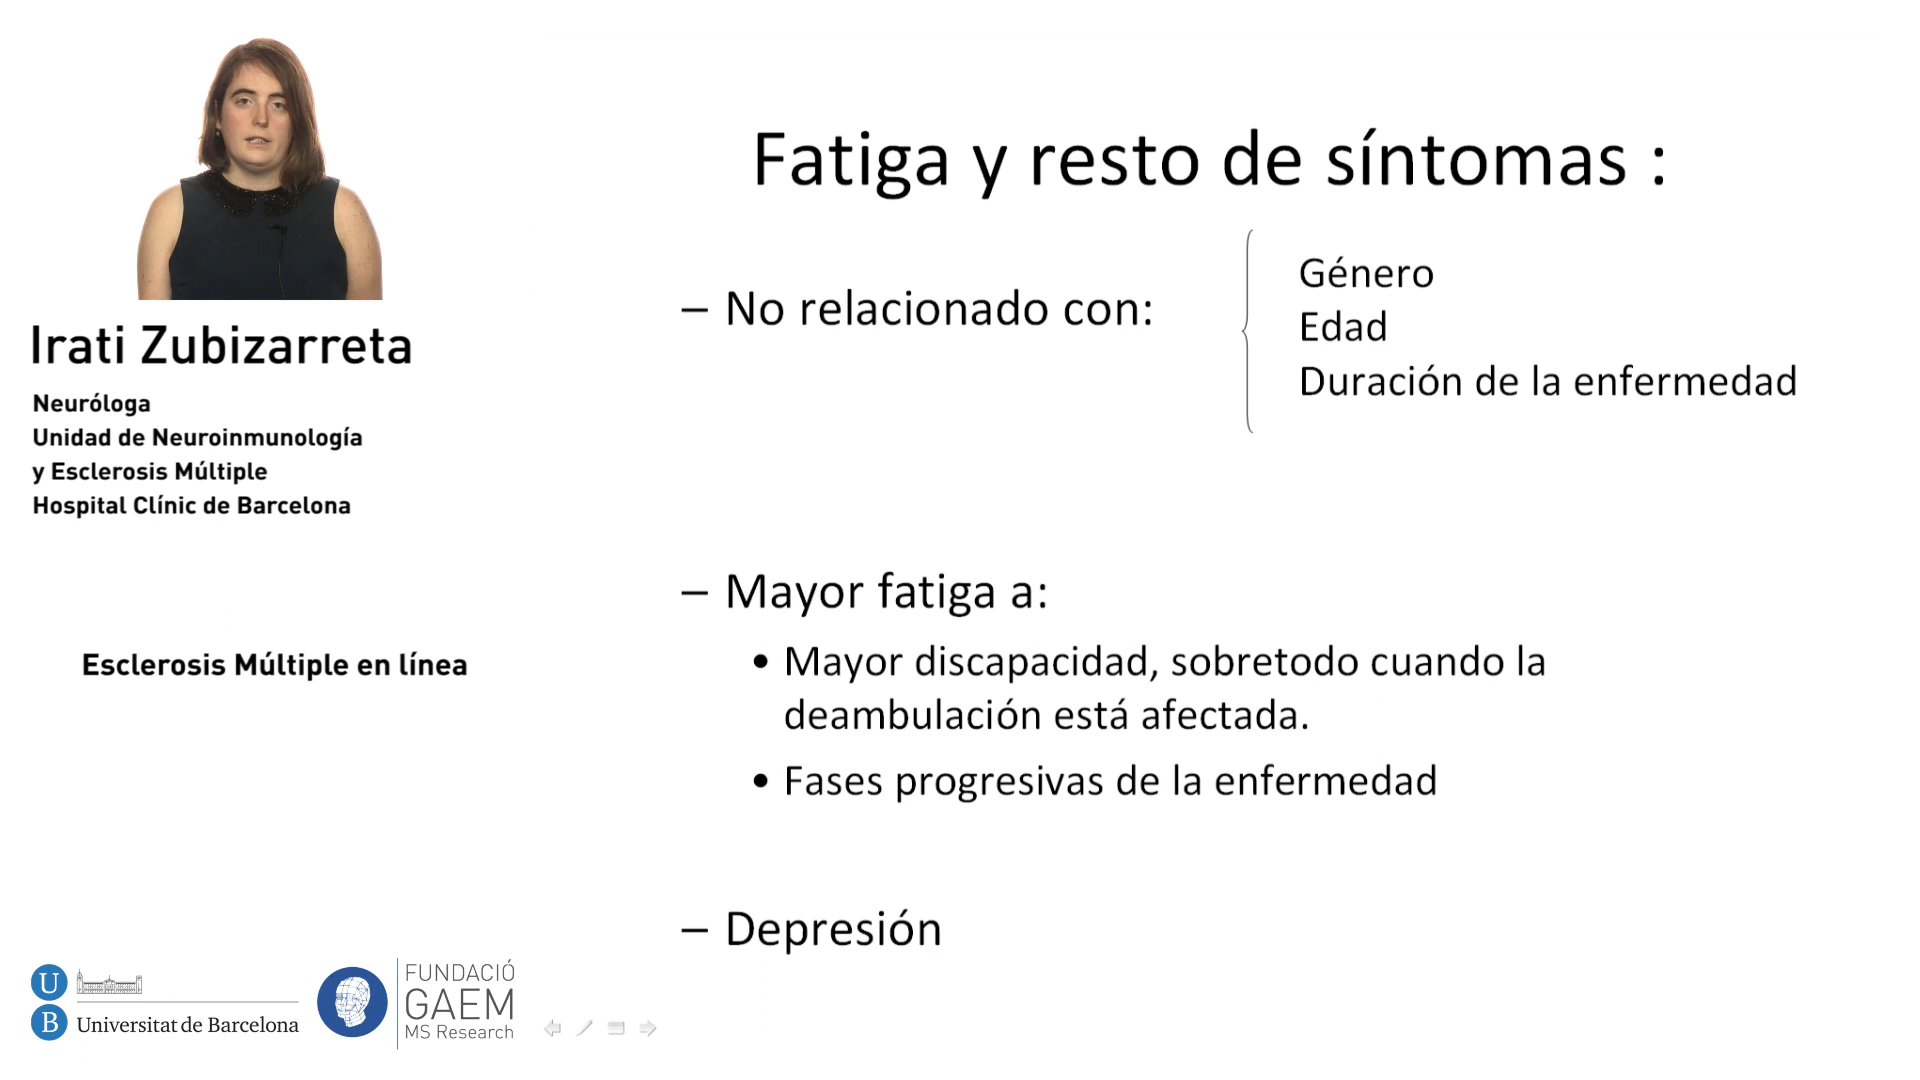 Irati Zubizarreta
Neuróloga
Unidad de Neuroinmunología
y Esclerosis Múltiple
Hospital Clínic de Barcelona
Esclerosis Múltiple en línea
U
B
Universitat de Barcelona
FUNDACIÓ
GAEM
MS Research
Fatiga y resto de síntomas :
– No relacionado con:
Género
Edad
Duración de la enfermedad
– Mayor fatiga a:
• Mayor discapacidad, sobretodo cuando la
deambulación está afectada.
• Fases progresivas de la enfermedad
– Depresión